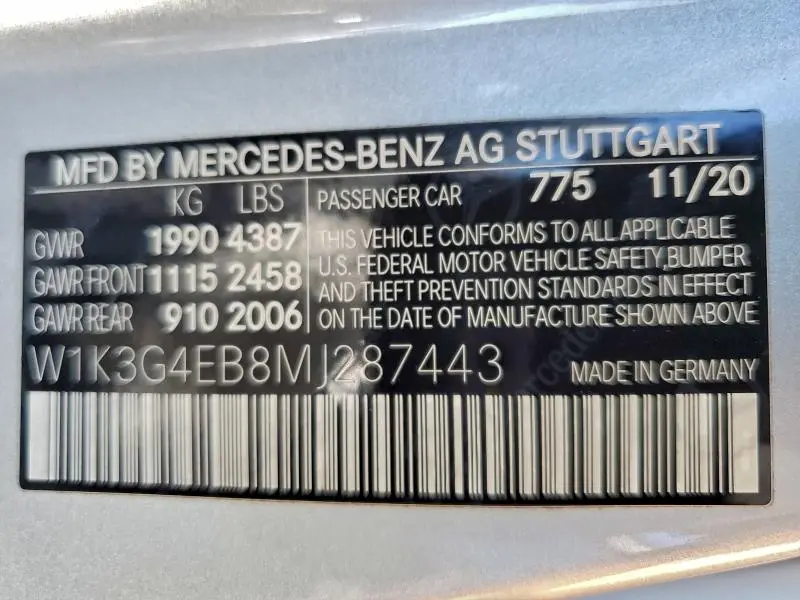 MFD BY MERCEDES-BENZ AG STUTTGART
KG LBS
GVWR 1990 4387
GAWR FRONT 1115 2458
GAWR REAR 910 2006
PASSENGER CAR 775 11/20
THIS VEHICLE CONFORMS TO ALL APPLICABLE
U.S. FEDERAL MOTOR VEHICLE SAFETY,BUMPER
AND THEFT PREVENTION STANDARDS IN EFFECT
ON THE DATE OF MANUFACTURE SHOWN ABOVE
W1K3G4EB8MJ287443 MADE IN GERMANY